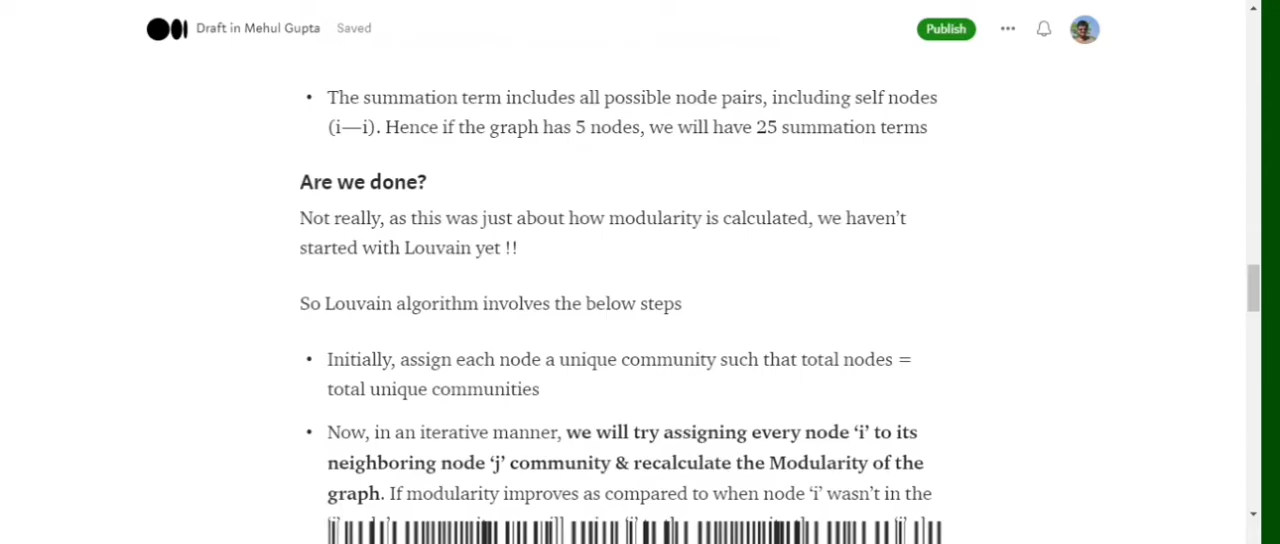 Draft in Mehul Gupta Saved
Publish
• The summation term includes all possible node pairs, including self nodes
(i—i). Hence if the graph has 5 nodes, we will have 25 summation terms
Are we done?
Not really, as this was just about how modularity is calculated, we haven’t
started with Louvain yet !!
So Louvain algorithm involves the below steps
• Initially, assign each node a unique community such that total nodes =
total unique communities
• Now, in an iterative manner, we will try assigning every node ‘i’ to its
neighboring node ‘j’ community & recalculate the Modularity of the
graph. If modularity improves as compared to when node ‘i’ wasn’t in the